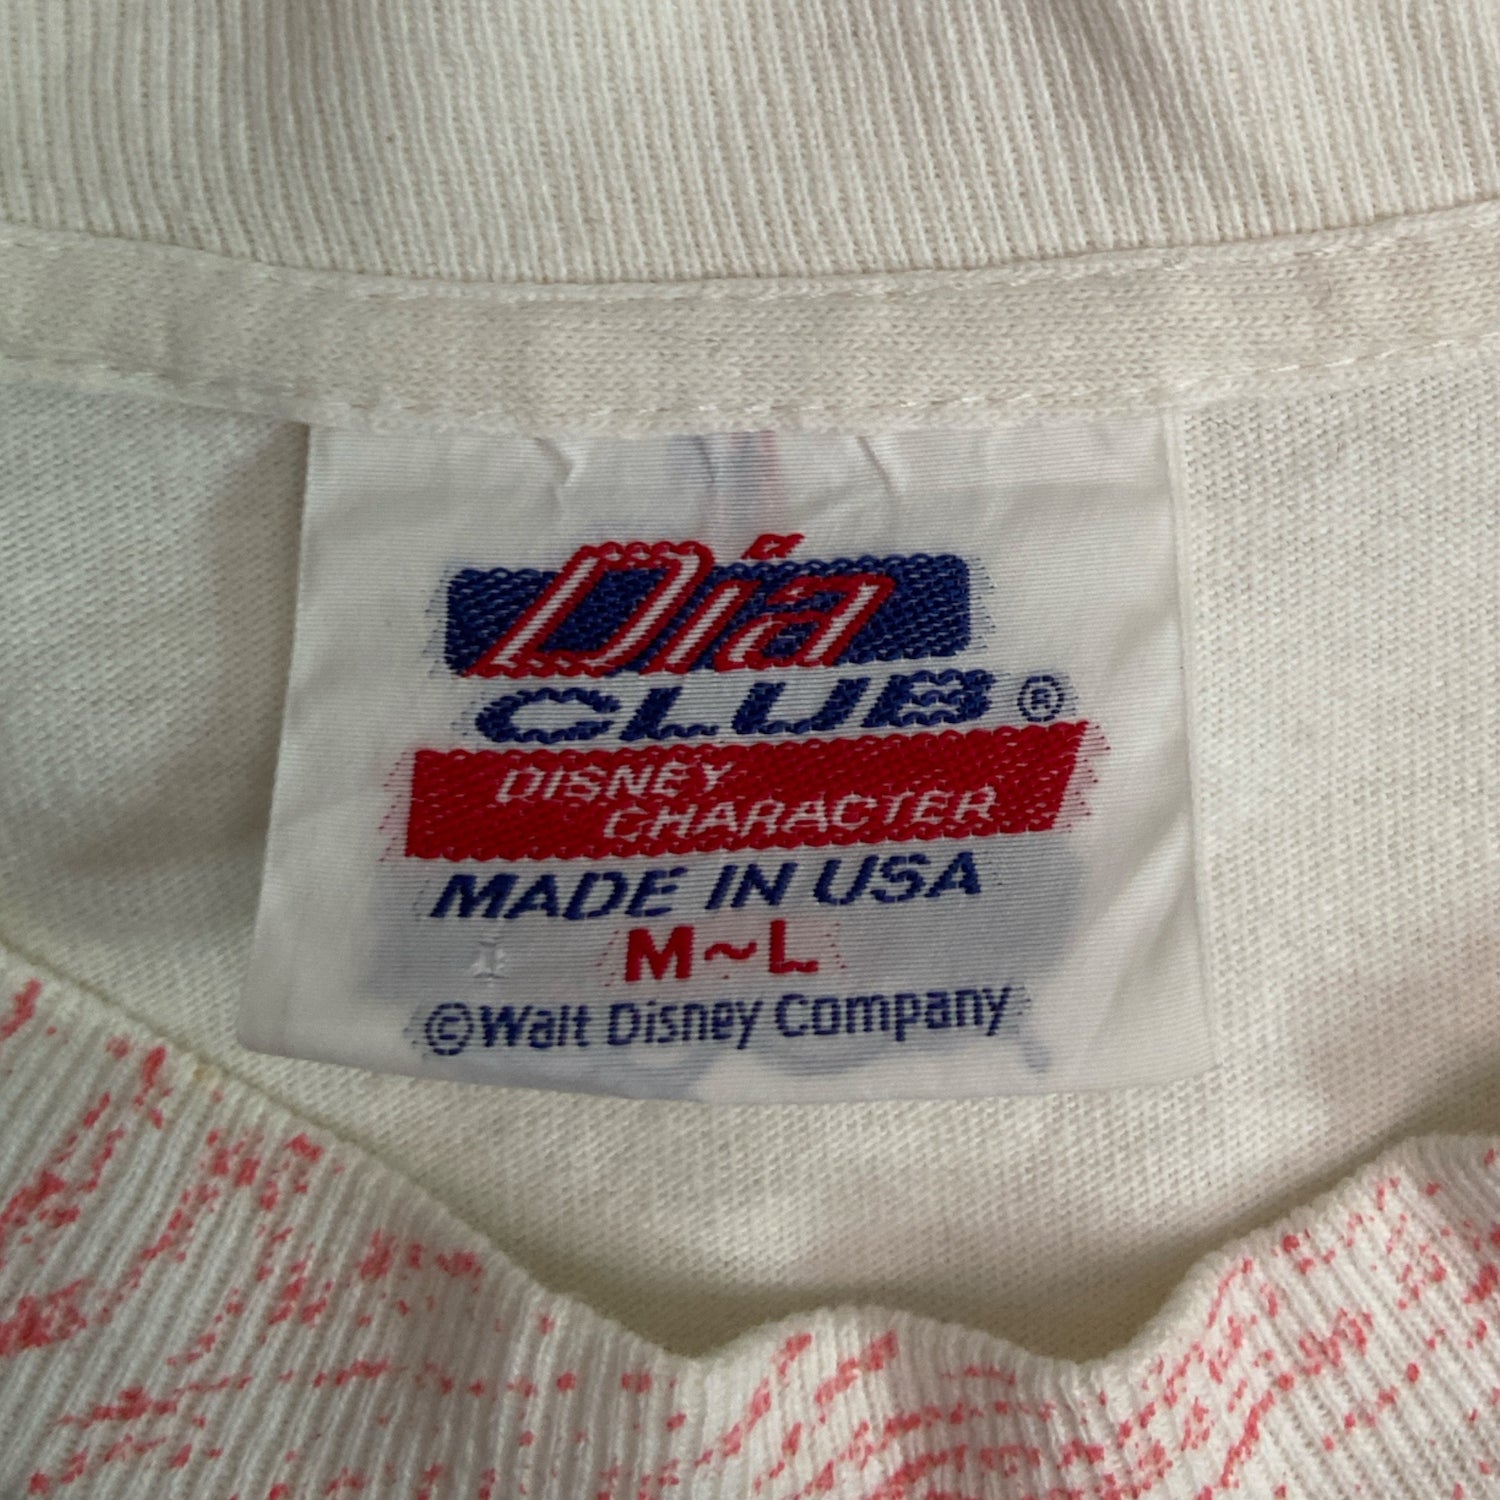 Dia
CLUB ®
DISNEY
CHARACTER
MADE IN USA
M~L
©Walt Disney Company